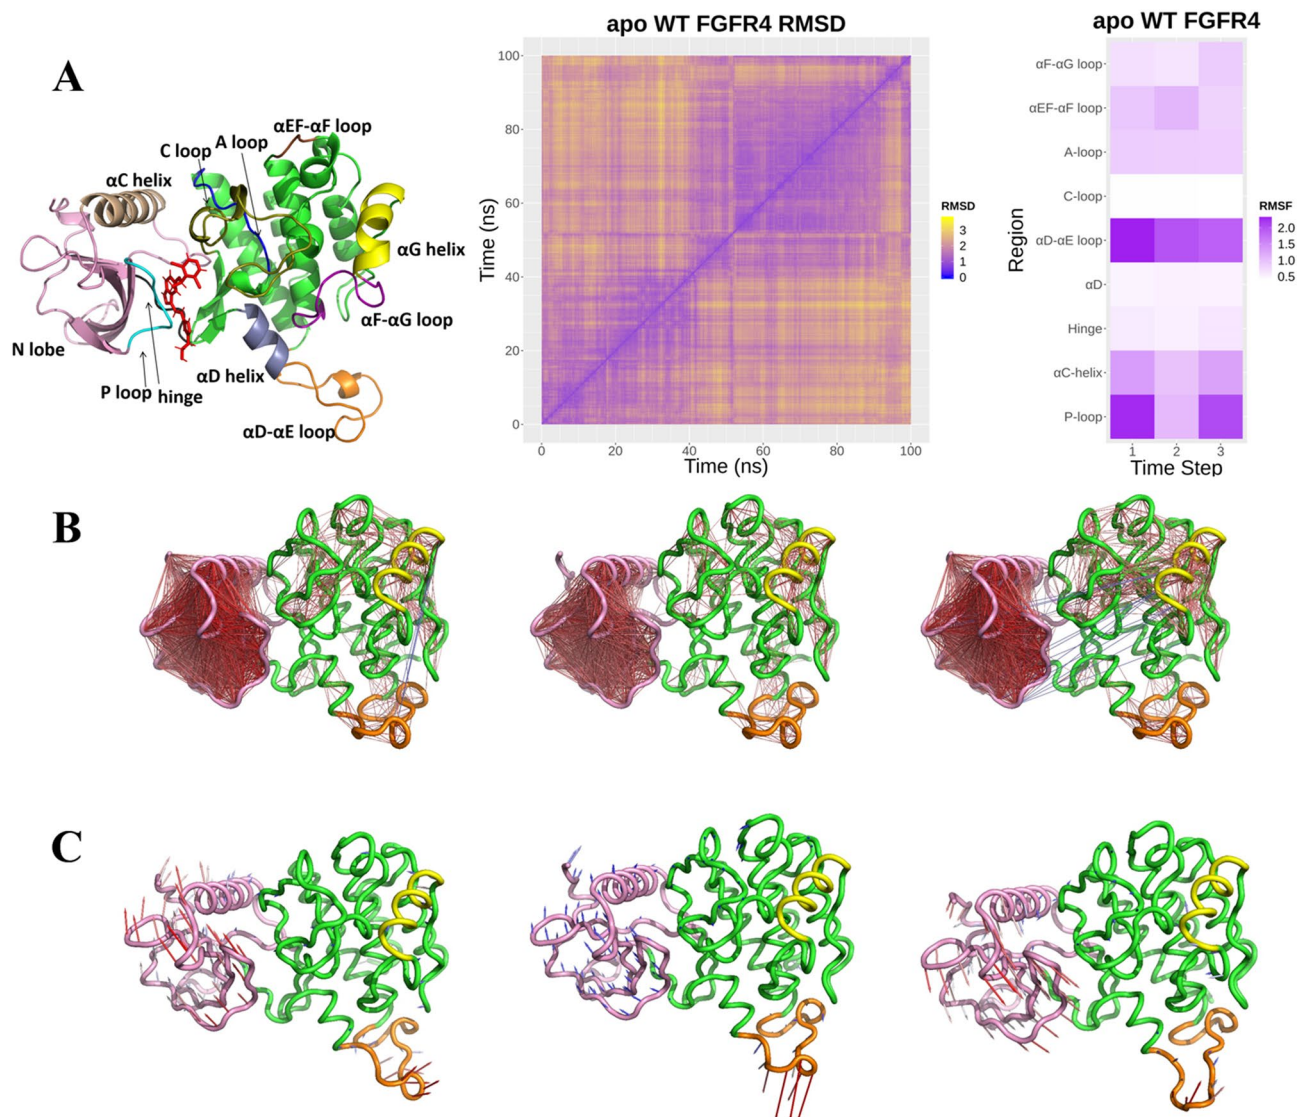 A
αEF-αF loop
A loop
C loop
αC helix
αG helix
αF-αG loop
N lobe
P loop
hinge
αD helix
αD-αE loop
apo WT FGFR4 RMSD
100
80
60
40
20
0
Time (ns)
0 20 40 60 80 100
Time (ns)
RMSD
3
2
1
0
apo WT FGFR4
Region
αF-αG loop
αEF-αF loop
A-loop
C-loop
αD-αE loop
αD
Hinge
αC-helix
P-loop
1 2 3
Time Step
RMSF
2.0
1.5
1.0
0.5
B
C